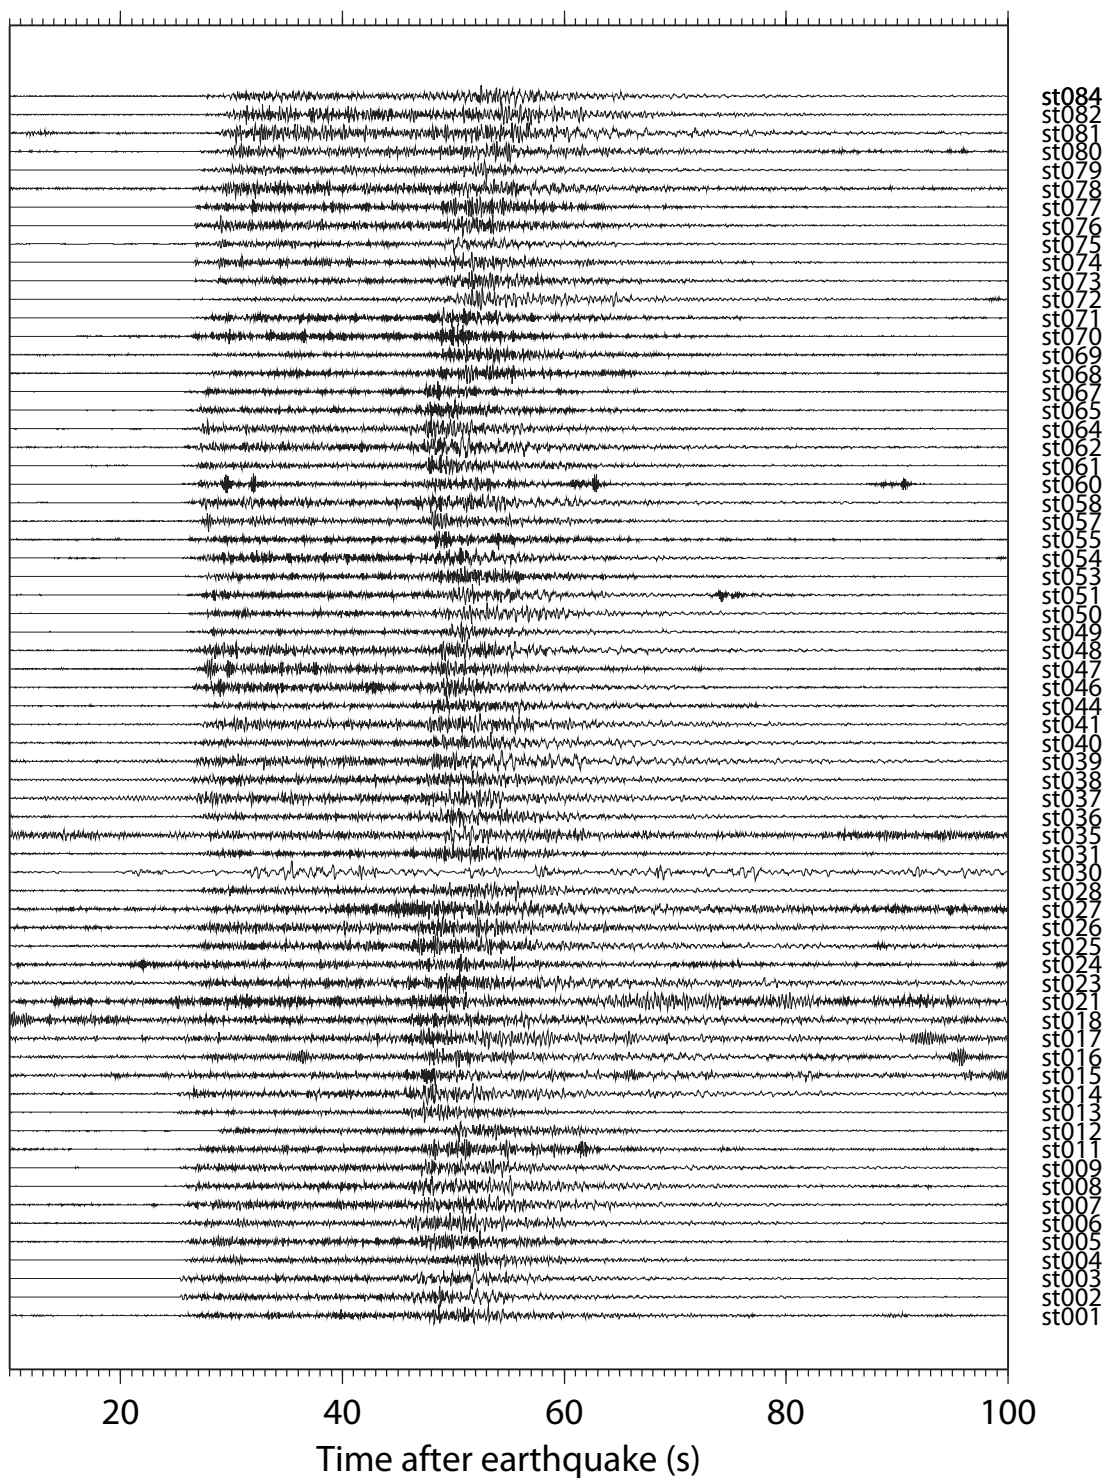 st084
st082
st081
st080
st079
st078
st077
st076
st075
st074
st073
st072
st071
st070
st069
st068
st067
st065
st064
st062
st061
st060
st058
st057
st055
st054
st053
st051
st050
st049
st048
st047
st046
st044
st041
st040
st039
st038
st037
st036
st035
st031
st030
st028
st027
st026
st025
st024
st023
st021
st018
st017
st016
st015
st014
st013
st012
st011
st009
st008
st007
st006
st005
st004
st003
st002
st001
20 40 60 80 100
Time after earthquake (s)